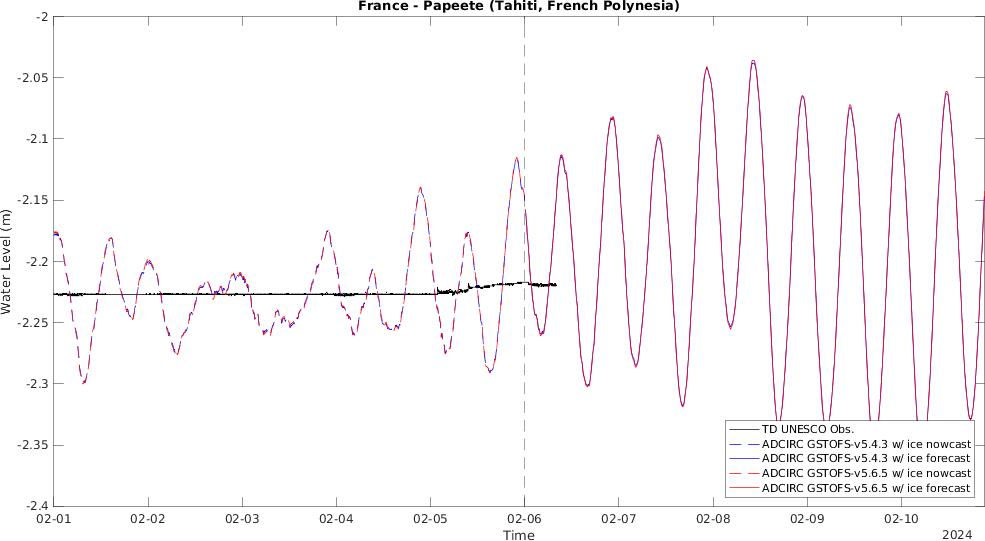 France - Papeete (Tahiti, French Polynesia)
-2
-2.05
-2.1
-2.15
-2.2
-2.25
-2.3
-2.35
-2.4
Water Level (m)
TD UNESCO Obs.
ADCIRC GSTOFS-v5.4.3 w/ ice nowcast
ADCIRC GSTOFS-v5.4.3 w/ ice forecast
ADCIRC GSTOFS-v5.6.5 w/ ice nowcast
ADCIRC GSTOFS-v5.6.5 w/ ice forecast
02-01 02-02 02-03 02-04 02-05 02-06 02-07 02-08 02-09 02-10
Time
2024